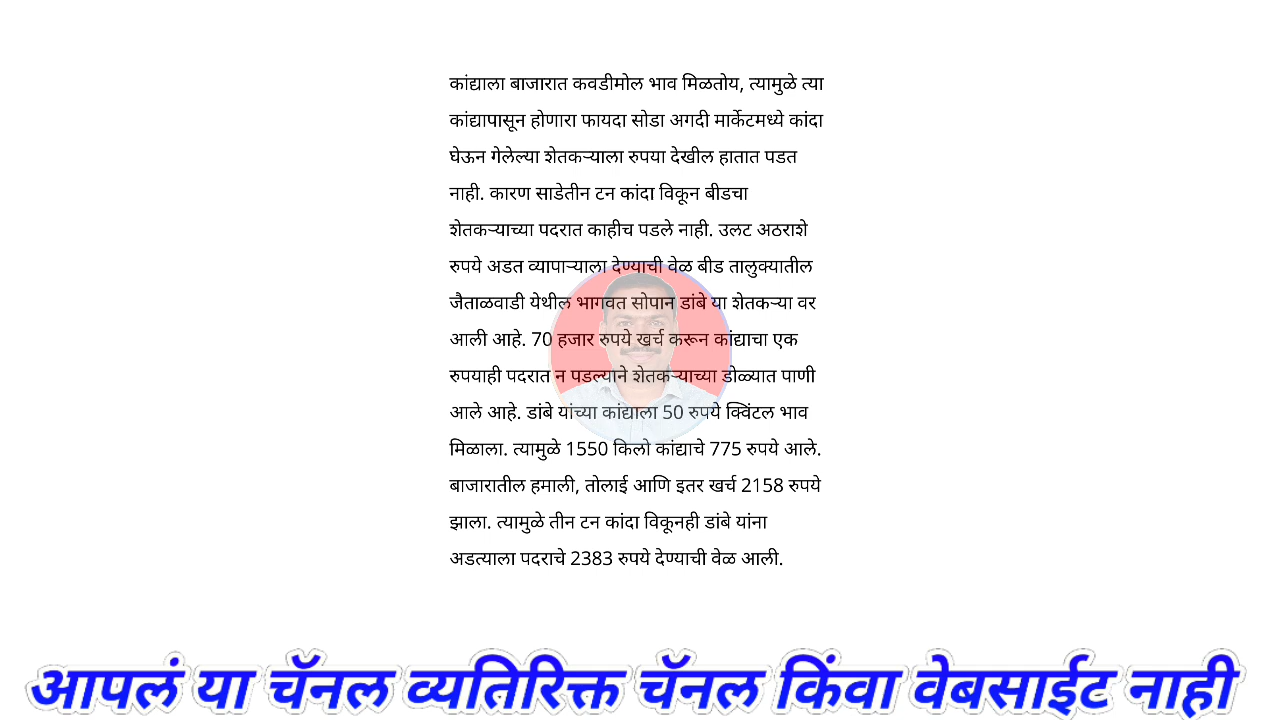 कांद्याला बाजारात कवडीमोल भाव मिळतोय, त्यामुळे त्या
कांद्यापासून होणारा फायदा सोडा अगदी मार्केटमध्ये कांदा
घेऊन गेलेल्या शेतकऱ्याला रुपया देखील हातात पडत
नाही. कारण साडेतीन टन कांदा विकून बीडचा
शेतकऱ्याच्या पदरात काहीच पडले नाही. उलट अठराशे
रुपये अडत व्यापाऱ्याला देण्याची वेळ बीड तालुक्यातील
जैताळवाडी येथील भागवत सोपान डांबे या शेतकऱ्या वर
आली आहे. 70 हजार रुपये खर्च करून कांद्याचा एक
रुपयाही पदरात न पडल्याने शेतकऱ्याच्या डोळ्यात पाणी
आले आहे. डांबे यांच्या कांद्याला 50 रुपये क्विंटल भाव
मिळाला. त्यामुळे 1550 किलो कांद्याचे 775 रुपये आले.
बाजारातील हमाली, तोलाई आणि इतर खर्च 2158 रुपये
झाला. त्यामुळे तीन टन कांदा विकूनही डांबे यांना
अडत्याला पदराचे 2383 रुपये देण्याची वेळ आली.
आपलं या चॅनल व्यतिरिक्त चॅनल किंवा वेबसाईट नाही